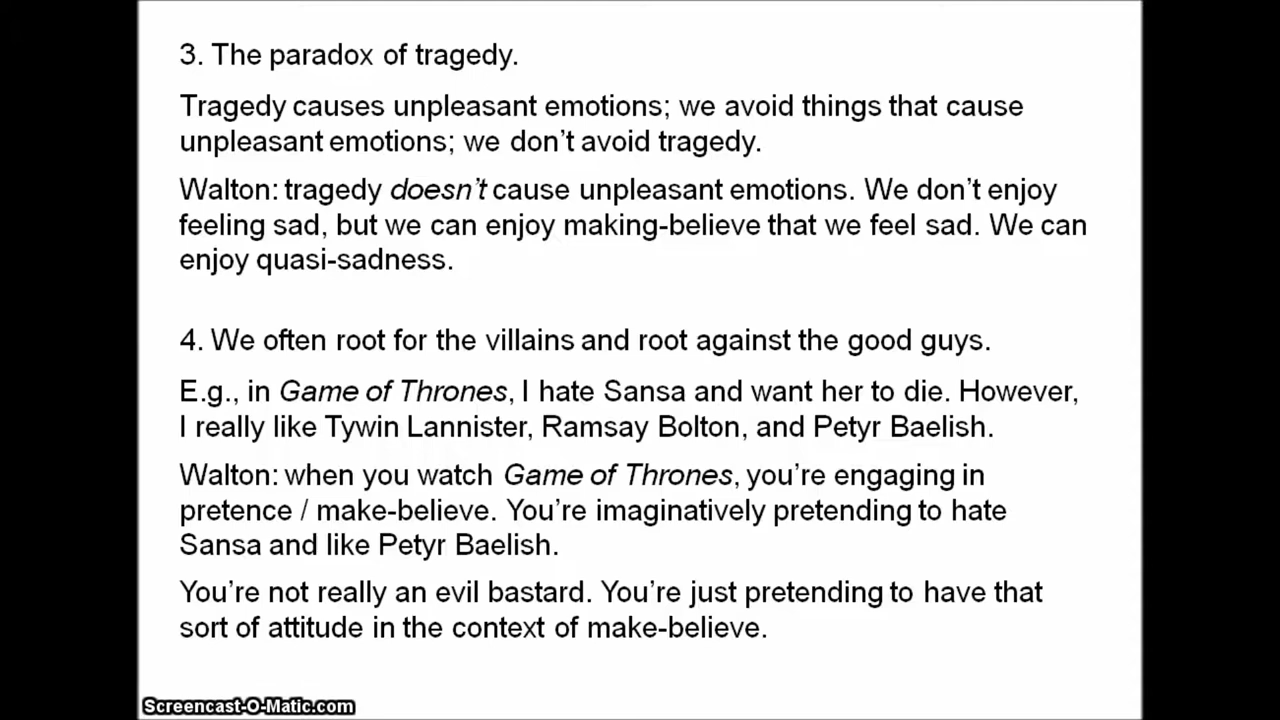 3. The paradox of tragedy.
Tragedy causes unpleasant emotions; we avoid things that cause
unpleasant emotions; we don't avoid tragedy.
Walton: tragedy doesn't cause unpleasant emotions. We don't enjoy
feeling sad, but we can enjoy making-believe that we feel sad. We can
enjoy quasi-sadness.
4. We often root for the villains and root against the good guys.
E.g., in Game of Thrones, I hate Sansa and want her to die. However,
I really like Tywin Lannister, Ramsay Bolton, and Petyr Baelish.
Walton: when you watch Game of Thrones, you're engaging in
pretence / make-believe. You're imaginatively pretending to hate
Sansa and like Petyr Baelish.
You're not really an evil bastard. You're just pretending to have that
sort of attitude in the context of make-believe.
Screencast-O-Matic.com